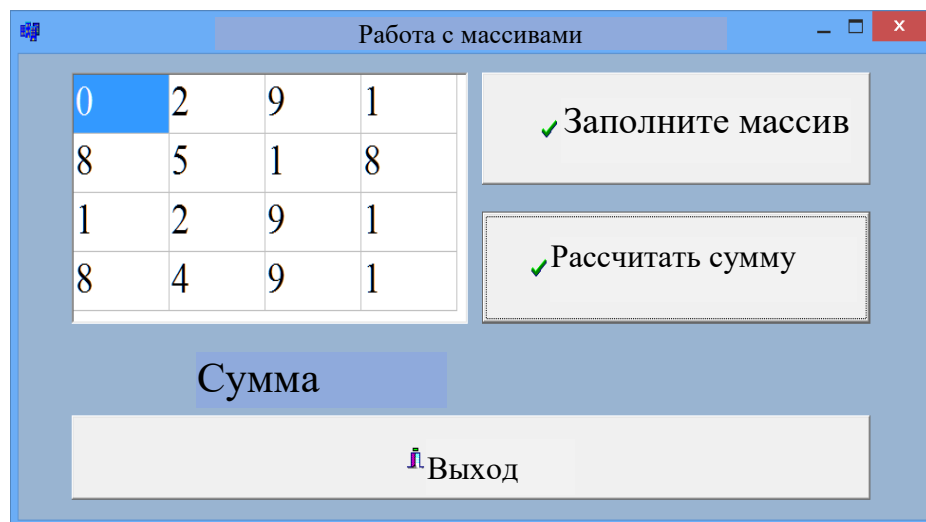 Работа с массивами
0 2 9 1
8 5 1 8
1 2 9 1
8 4 9 1
Заполните массив
Рассчитать сумму
Сумма
Выход